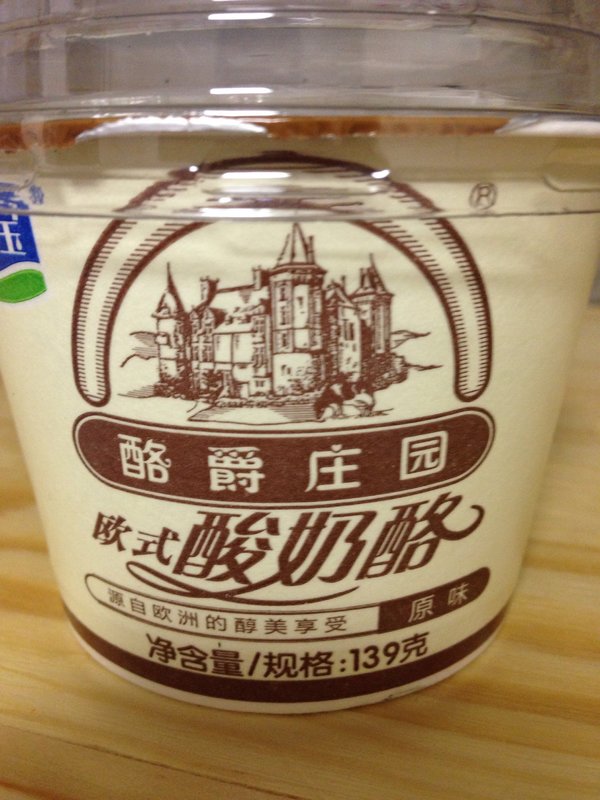 ®
玉
酪爵庄园
欧式酸奶酪
源自欧洲的醇美享受 原味
净含量/规格:139克